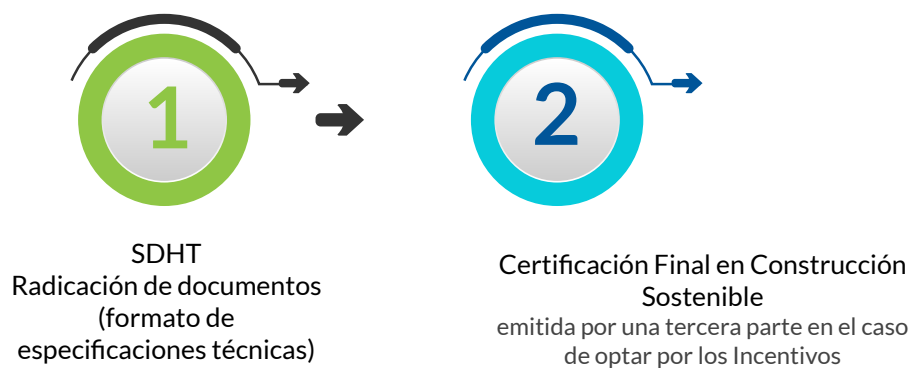 1
SDHT
Radicación de documentos
(formato de
especificaciones técnicas)
2
Certificación Final en Construcción
Sostenible
emitida por una tercera parte en el caso
de optar por los Incentivos